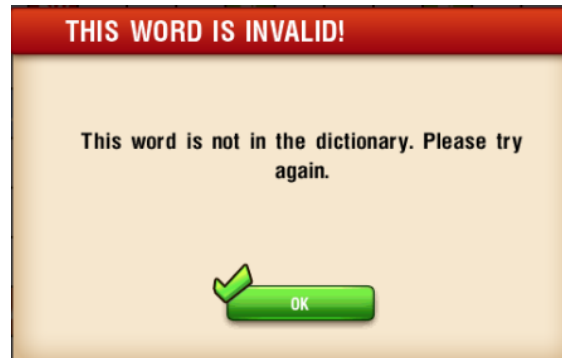 THIS WORD IS INVALID!
This word is not in the dictionary. Please try
again.
OK